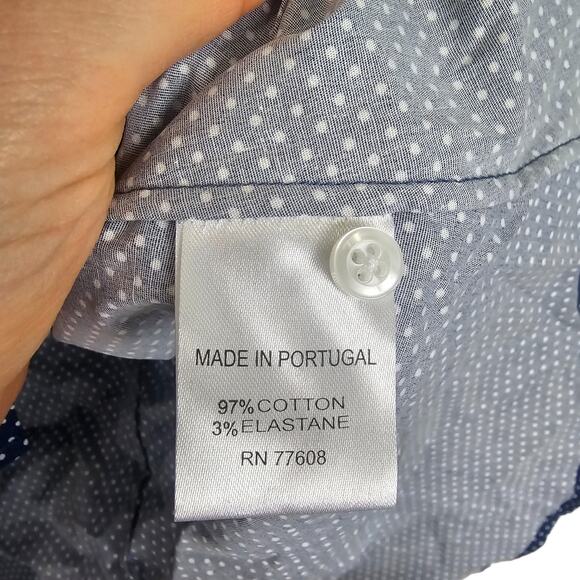 MADE IN PORTUGAL
97% COTTON
3% ELASTANE
RN 77608